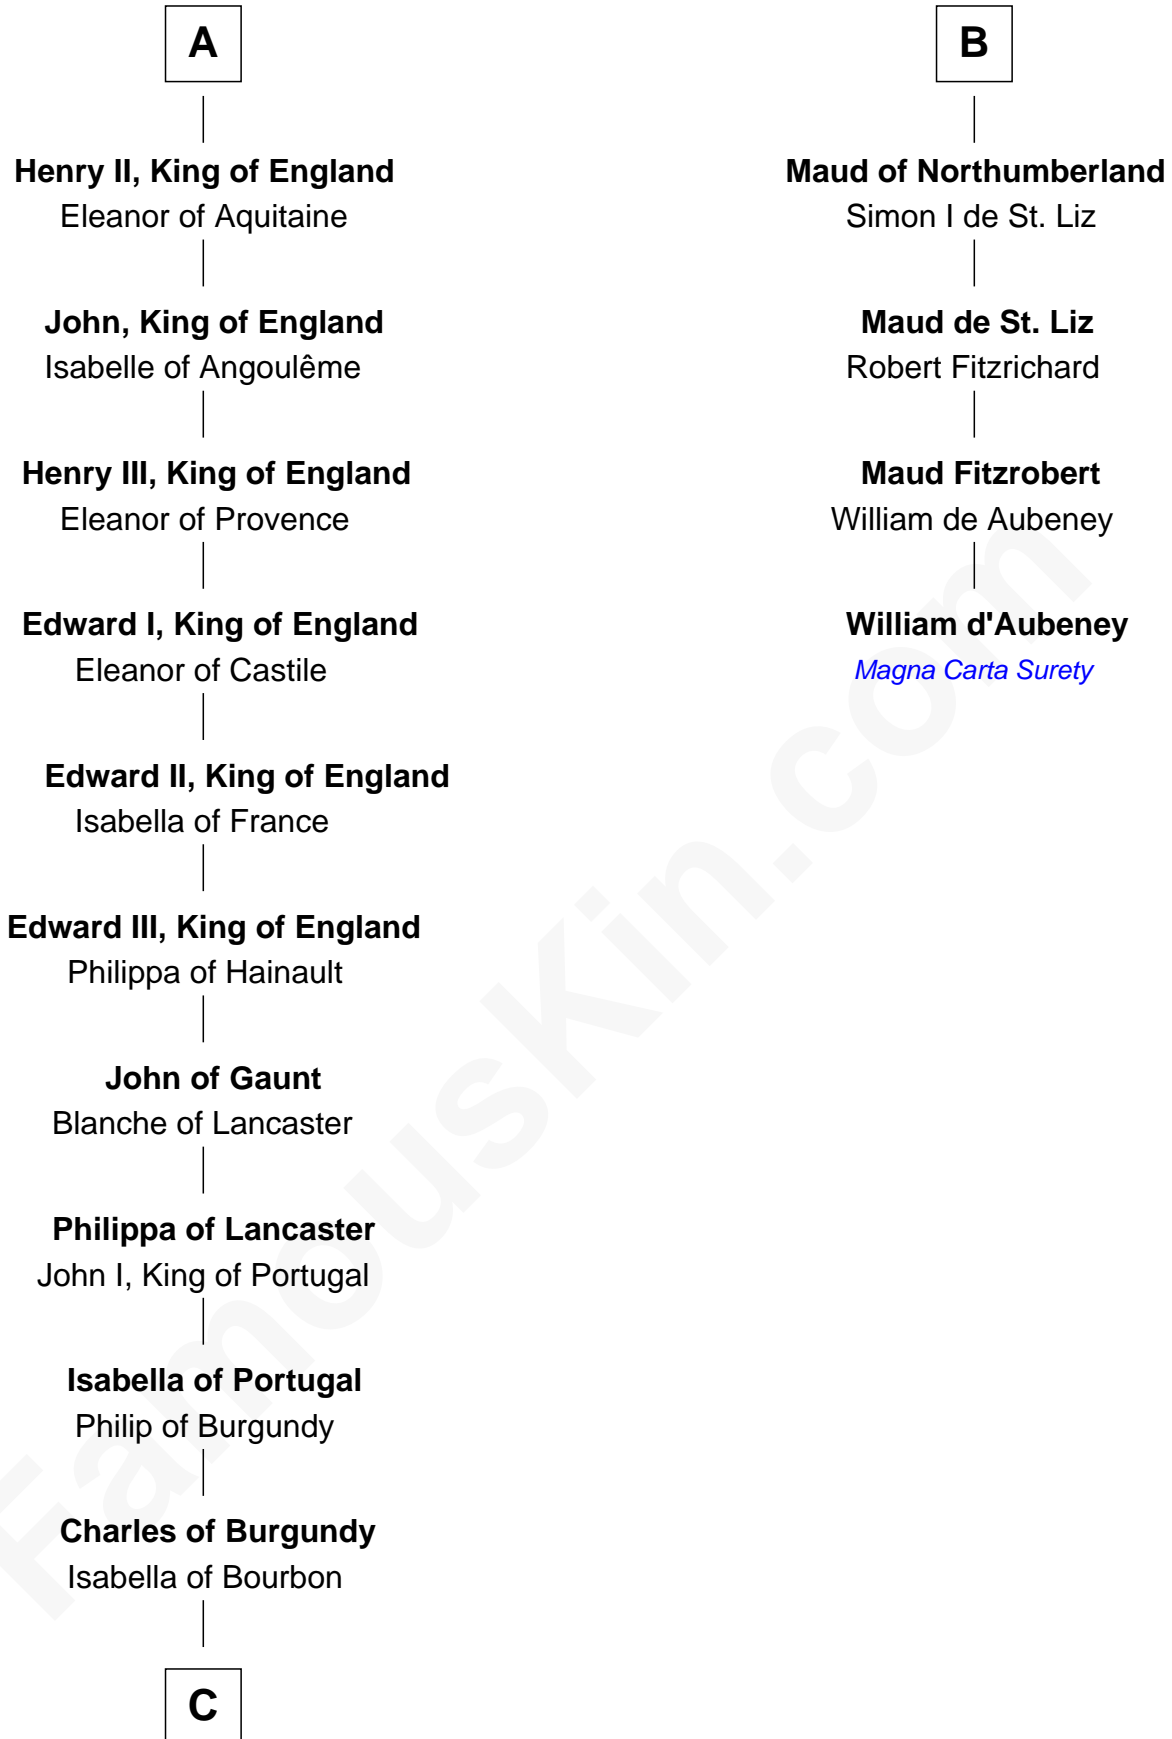 A
Henry II, King of England
Eleanor of Aquitaine
John, King of England
Isabelle of Angoulême
Henry III, King of England
Eleanor of Provence
Edward I, King of England
Eleanor of Castile
Edward II, King of England
Isabella of France
Edward III, King of England
Philippa of Hainault
John of Gaunt
Blanche of Lancaster
Philippa of Lancaster
John I, King of Portugal
Isabella of Portugal
Philip of Burgundy
Charles of Burgundy
Isabella of Bourbon
C
B
Maud of Northumberland
Simon I de St. Liz
Maud de St. Liz
Robert Fitzrichard
Maud Fitzrobert
William de Aubeney
William d'Aubeney
Magna Carta Surety
FamousKin.com